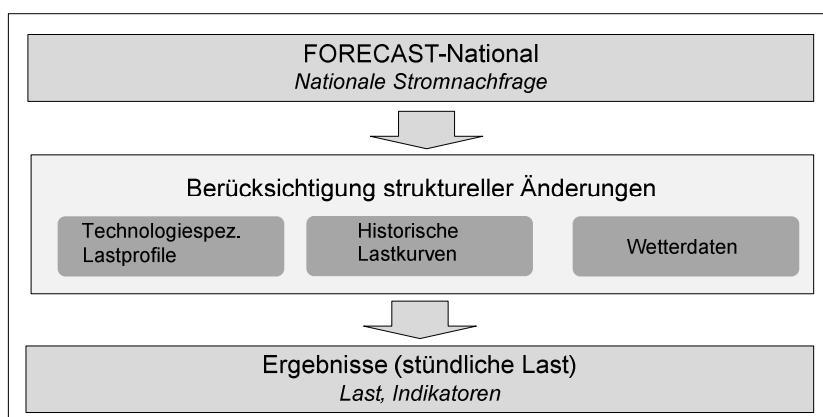 FORECAST-National
Nationale Stromnachfrage
Berücksichtigung struktureller Änderungen
Technologiespez.
Lastprofile
Historische
Lastkurven
Wetterdaten
Ergebnisse (stündliche Last)
Last, Indikatoren